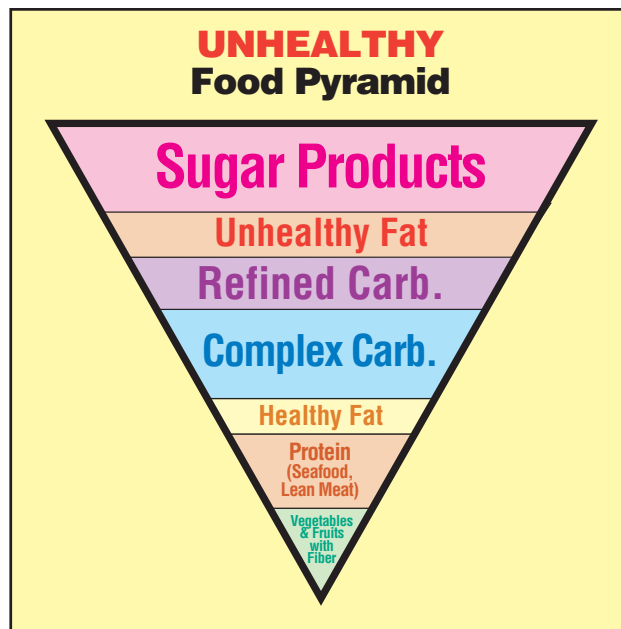 UNHEALTHY
Food Pyramid
Sugar Products
Unhealthy Fat
Refined Carb.
Complex Carb.
Healthy Fat
Protein
(Seafood,
Lean Meat)
Vegetables
& Fruits
with
Fiber